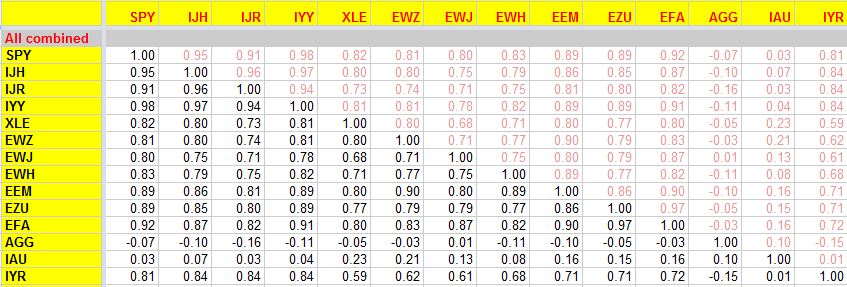 SPY IJH IJR IYY XLE EWZ EWJ EWH EEM EZU EFA AGG IAU IYR
All combined
SPY 1.00 0.95 0.91 0.98 0.82 0.81 0.80 0.83 0.89 0.89 0.92 -0.07 0.03 0.81
IJH 0.95 1.00 0.96 0.97 0.80 0.80 0.75 0.79 0.86 0.85 0.87 -0.10 0.07 0.84
IJR 0.91 0.96 1.00 0.94 0.73 0.74 0.71 0.75 0.81 0.80 0.82 -0.16 0.03 0.84
IYY 0.98 0.97 0.94 1.00 0.81 0.81 0.78 0.82 0.89 0.89 0.91 -0.11 0.04 0.84
XLE 0.82 0.80 0.73 0.81 1.00 0.80 0.68 0.71 0.80 0.77 0.80 -0.05 0.23 0.59
EWZ 0.81 0.80 0.74 0.81 0.80 1.00 0.71 0.77 0.90 0.79 0.83 -0.03 0.21 0.62
EWJ 0.80 0.75 0.71 0.78 0.68 0.71 1.00 0.75 0.80 0.79 0.87 0.01 0.13 0.61
EWH 0.83 0.79 0.75 0.82 0.71 0.77 0.75 1.00 0.89 0.77 0.82 -0.11 0.08 0.68
EEM 0.89 0.86 0.81 0.89 0.80 0.90 0.80 0.89 1.00 0.86 0.90 -0.10 0.16 0.71
EZU 0.89 0.85 0.80 0.89 0.77 0.79 0.79 0.77 0.86 1.00 0.97 -0.05 0.15 0.71
EFA 0.92 0.87 0.82 0.91 0.80 0.83 0.87 0.82 0.90 0.97 1.00 -0.03 0.16 0.72
AGG -0.07 -0.10 -0.16 -0.11 -0.05 -0.03 0.01 -0.11 -0.10 -0.05 -0.03 1.00 0.10 -0.15
IAU 0.03 0.07 0.03 0.04 0.23 0.21 0.13 0.08 0.16 0.15 0.16 0.10 1.00 0.01
IYR 0.81 0.84 0.84 0.84 0.59 0.62 0.61 0.68 0.71 0.71 0.72 -0.15 0.01 1.00